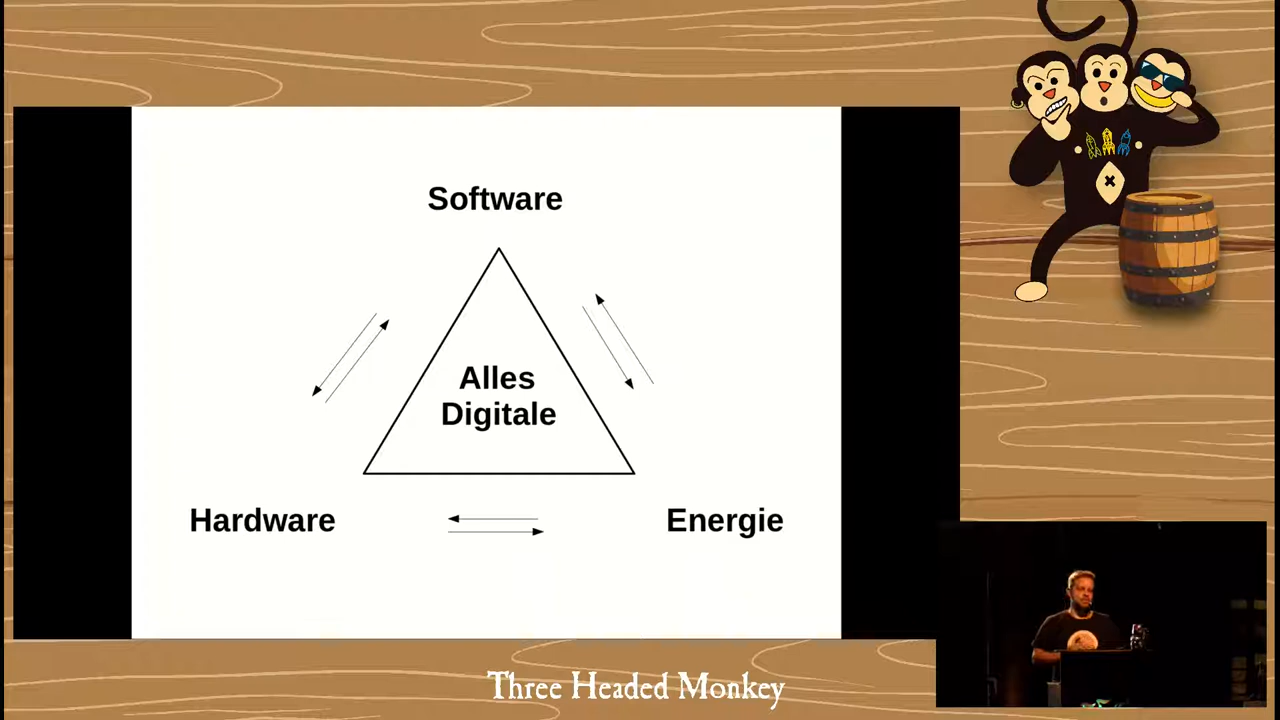 Software
Alles
Digitale
Hardware
Energie
Three Headed Monkey